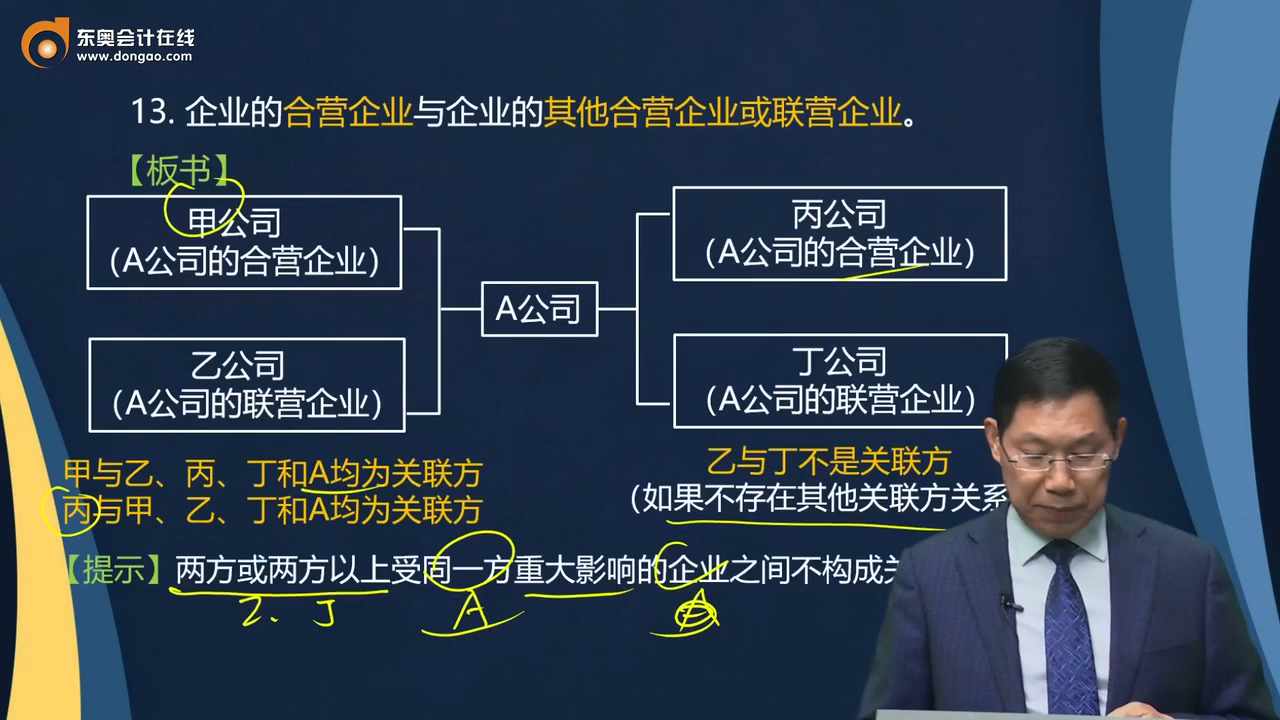 东奥会计在线
www.dongao.com
13. 企业的合营企业与企业的其他合营企业或联营企业。
【板书】
甲公司
（A公司的合营企业）
丙公司
（A公司的合营企业）
A公司
乙公司
（A公司的联营企业）
丁公司
（A公司的联营企业）
甲与乙、丙、丁和A均为关联方
丙与甲、乙、丁和A均为关联方
乙与丁不是关联方
（如果不存在其他关联方关系
【提示】两方或两方以上受同一方重大影响的企业之间不构成关
A